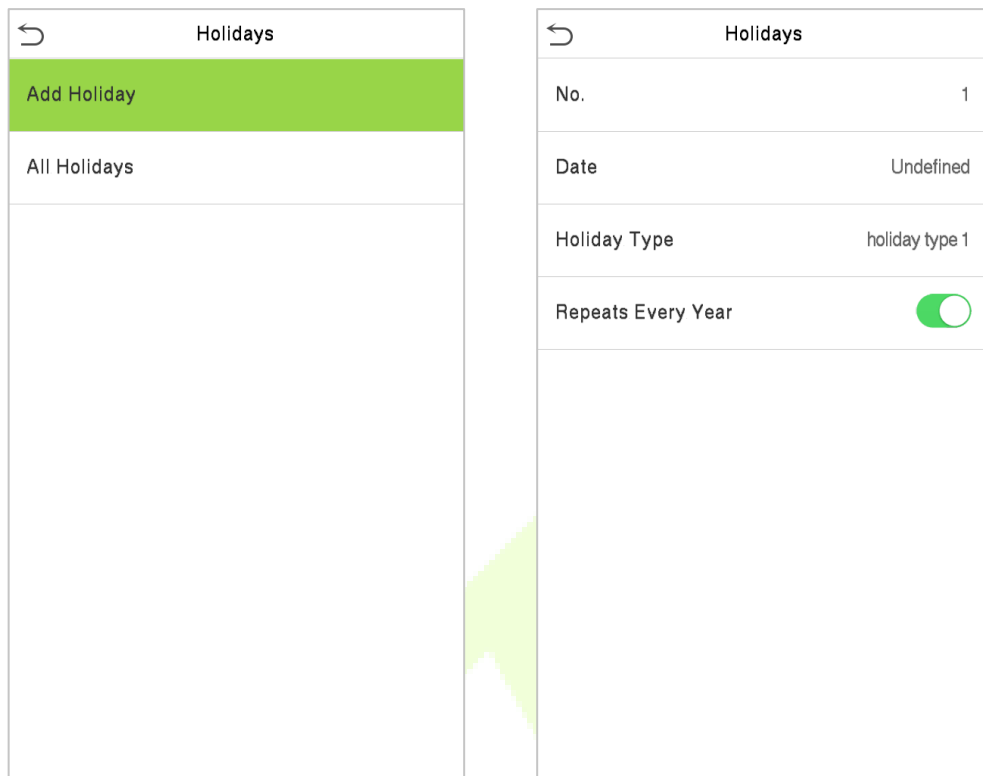 Holidays
Add Holiday
All Holidays
Holidays
No. 1
Date Undefined
Holiday Type holiday type 1
Repeats Every Year